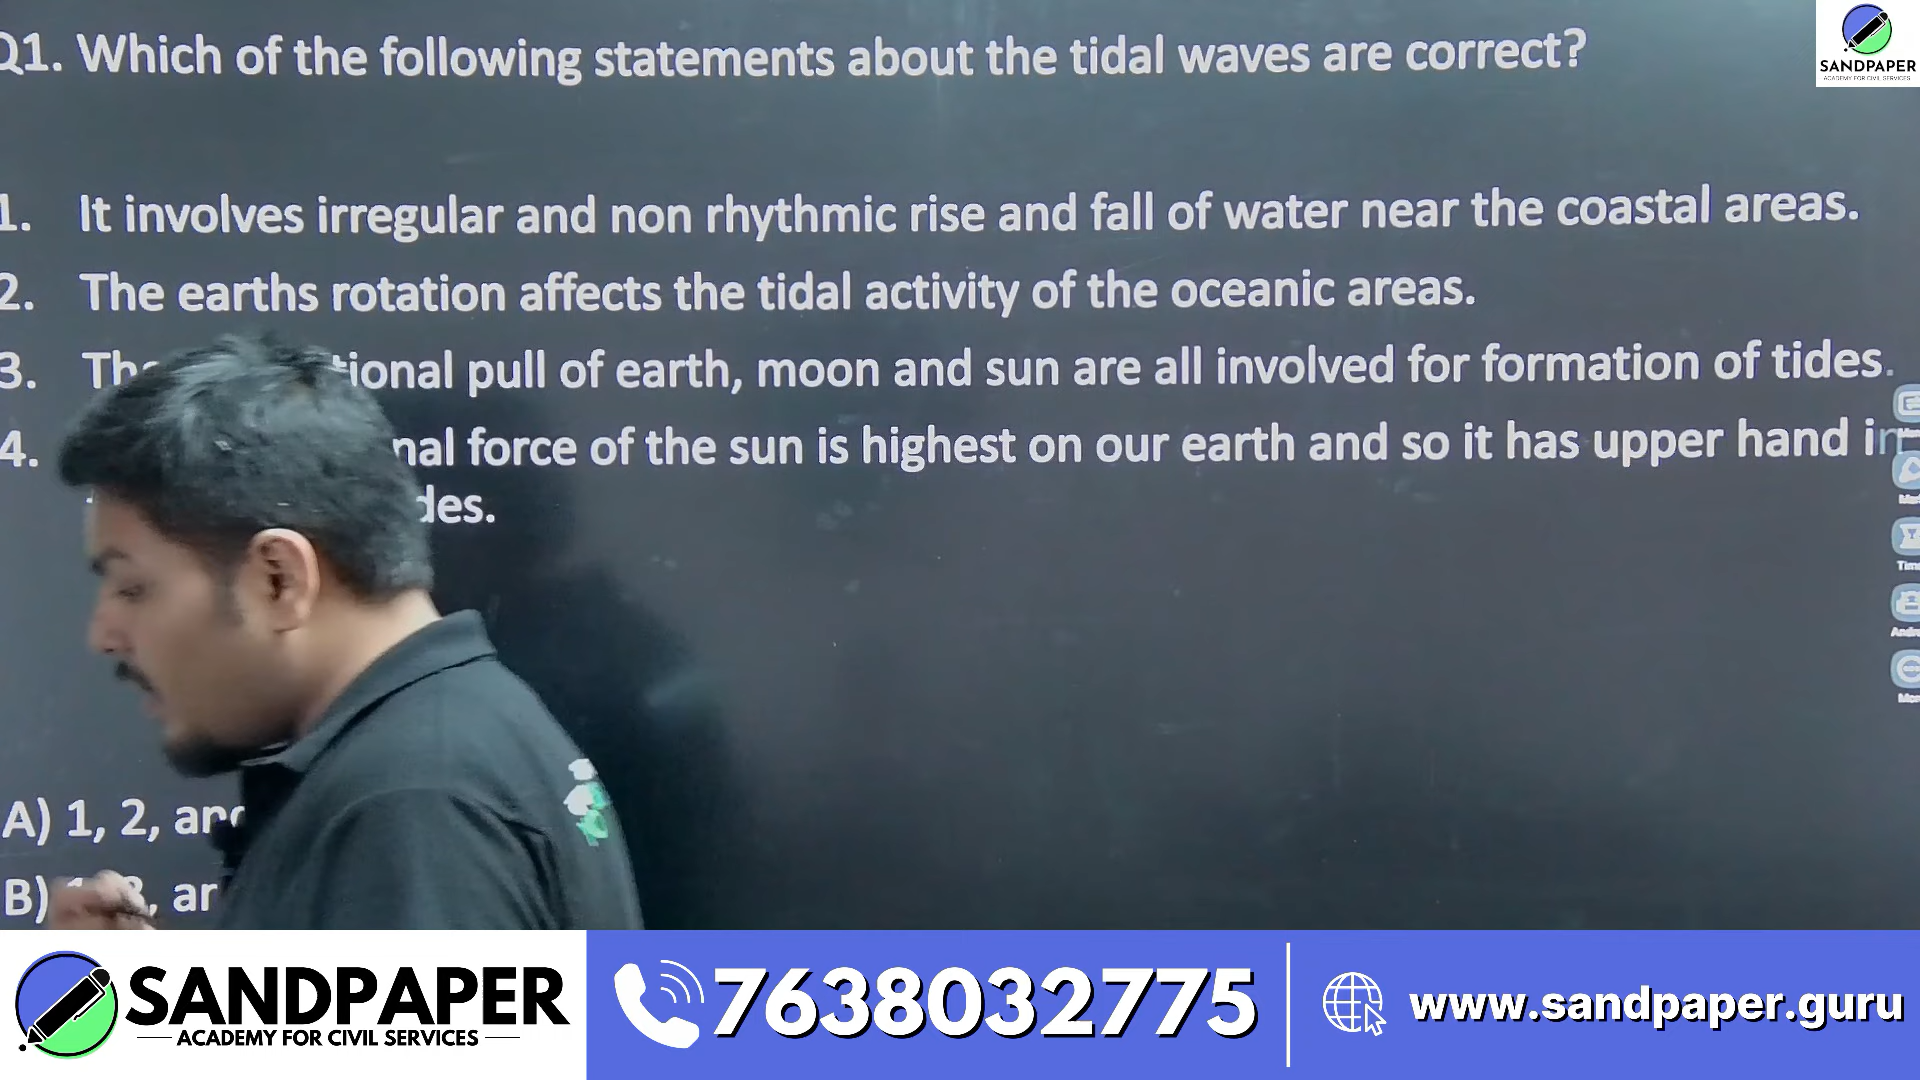 Q1. Which of the following statements about the tidal waves are correct?
SANDPAPER
ACADEMY FOR CIVIL SERVICES
1. It involves irregular and non rhythmic rise and fall of water near the coastal areas.
2. The earths rotation affects the tidal activity of the oceanic areas.
3. tional pull of earth, moon and sun are all involved for formation of tides.
4. nal force of the sun is highest on our earth and so it has upper hand in
des.
A) 1, 2, and
B) 3, ar
SANDPAPER
ACADEMY FOR CIVIL SERVICES
7638032775
www.sandpaper.guru